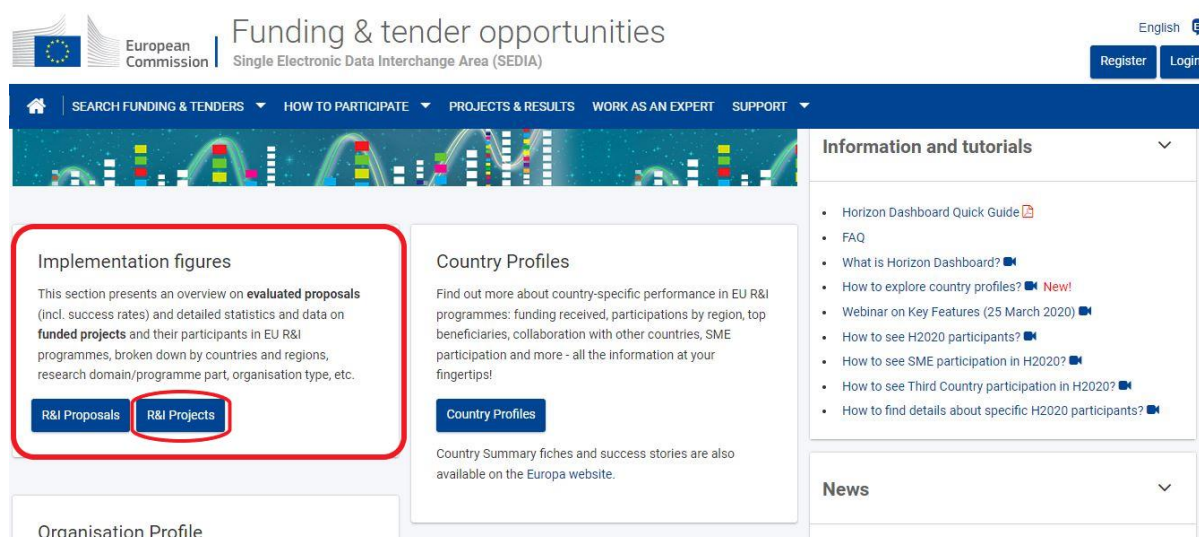 European
Commission
Funding & tender opportunities
Single Electronic Data Interchange Area (SEDIA)
English
Register Login
SEARCH FUNDING & TENDERS HOW TO PARTICIPATE PROJECTS & RESULTS WORK AS AN EXPERT SUPPORT
Implementation figures
This section presents an overview on evaluated proposals
(incl. success rates) and detailed statistics and data on
funded projects and their participants in EU R&I
programmes, broken down by countries and regions,
research domain/programme part, organisation type, etc.
R&I Proposals R&I Projects
Country Profiles
Find out more about country-specific performance in EU R&I
programmes: funding received, participations by region, top
beneficiaries, collaboration with other countries, SME
participation and more - all the information at your
fingertips!
Country Profiles
Country Summary fiches and success stories are also
available on the Europa website.
Organisation Profile
Information and tutorials
Horizon Dashboard Quick Guide
FAQ
What is Horizon Dashboard?
How to explore country profiles? New!
Webinar on Key Features (25 March 2020)
How to see H2020 participants?
How to see SME participation in H2020?
How to see Third Country participation in H2020?
How to find details about specific H2020 participants?
News